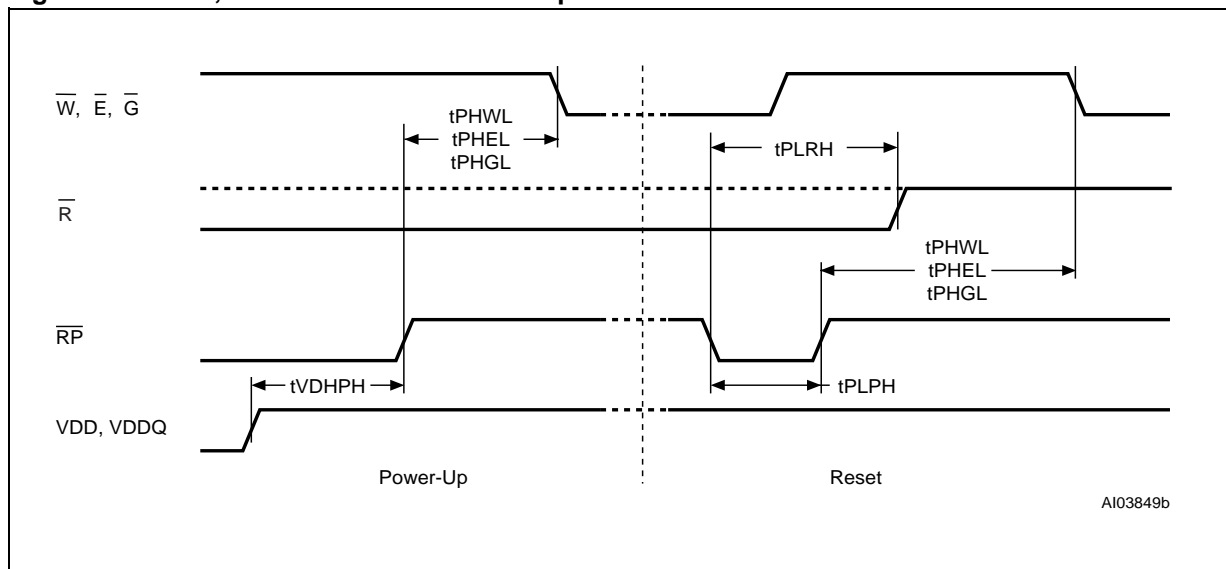 W, E, G
tPHWL
tPHEL
tPHGL
tPLRH
R
tPHWL
tPHEL
tPHGL
RP
tVDHPH
tPLPH
VDD, VDDQ
Power-Up
Reset
AI03849b